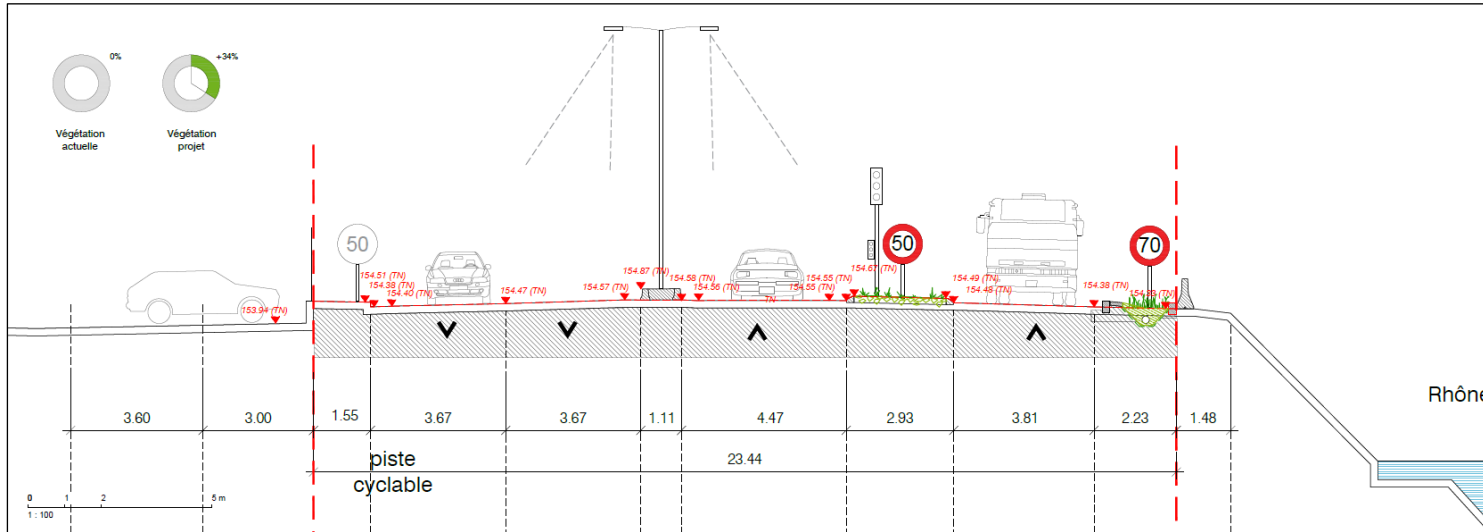 0%
+34%
Végétation
actuelle
Végétation
projet
50
50
70
154.51 (TN)
154.38 (TN)
154.40 (TN)
154.47 (TN)
154.57 (TN)
154.87 (TN)
154.58 (TN)
154.56 (TN)
TN
154.55 (TN)
154.55 (TN)
154.67 (TN)
154.49 (TN)
154.48 (TN)
154.38 (TN)
153.94 (TN)
3.60
3.00
1.55
3.67
3.67
1.11
4.47
2.93
3.81
2.23
1.48
Rhône
piste
cyclable
23.44
0 1 2 5 m
1 : 100